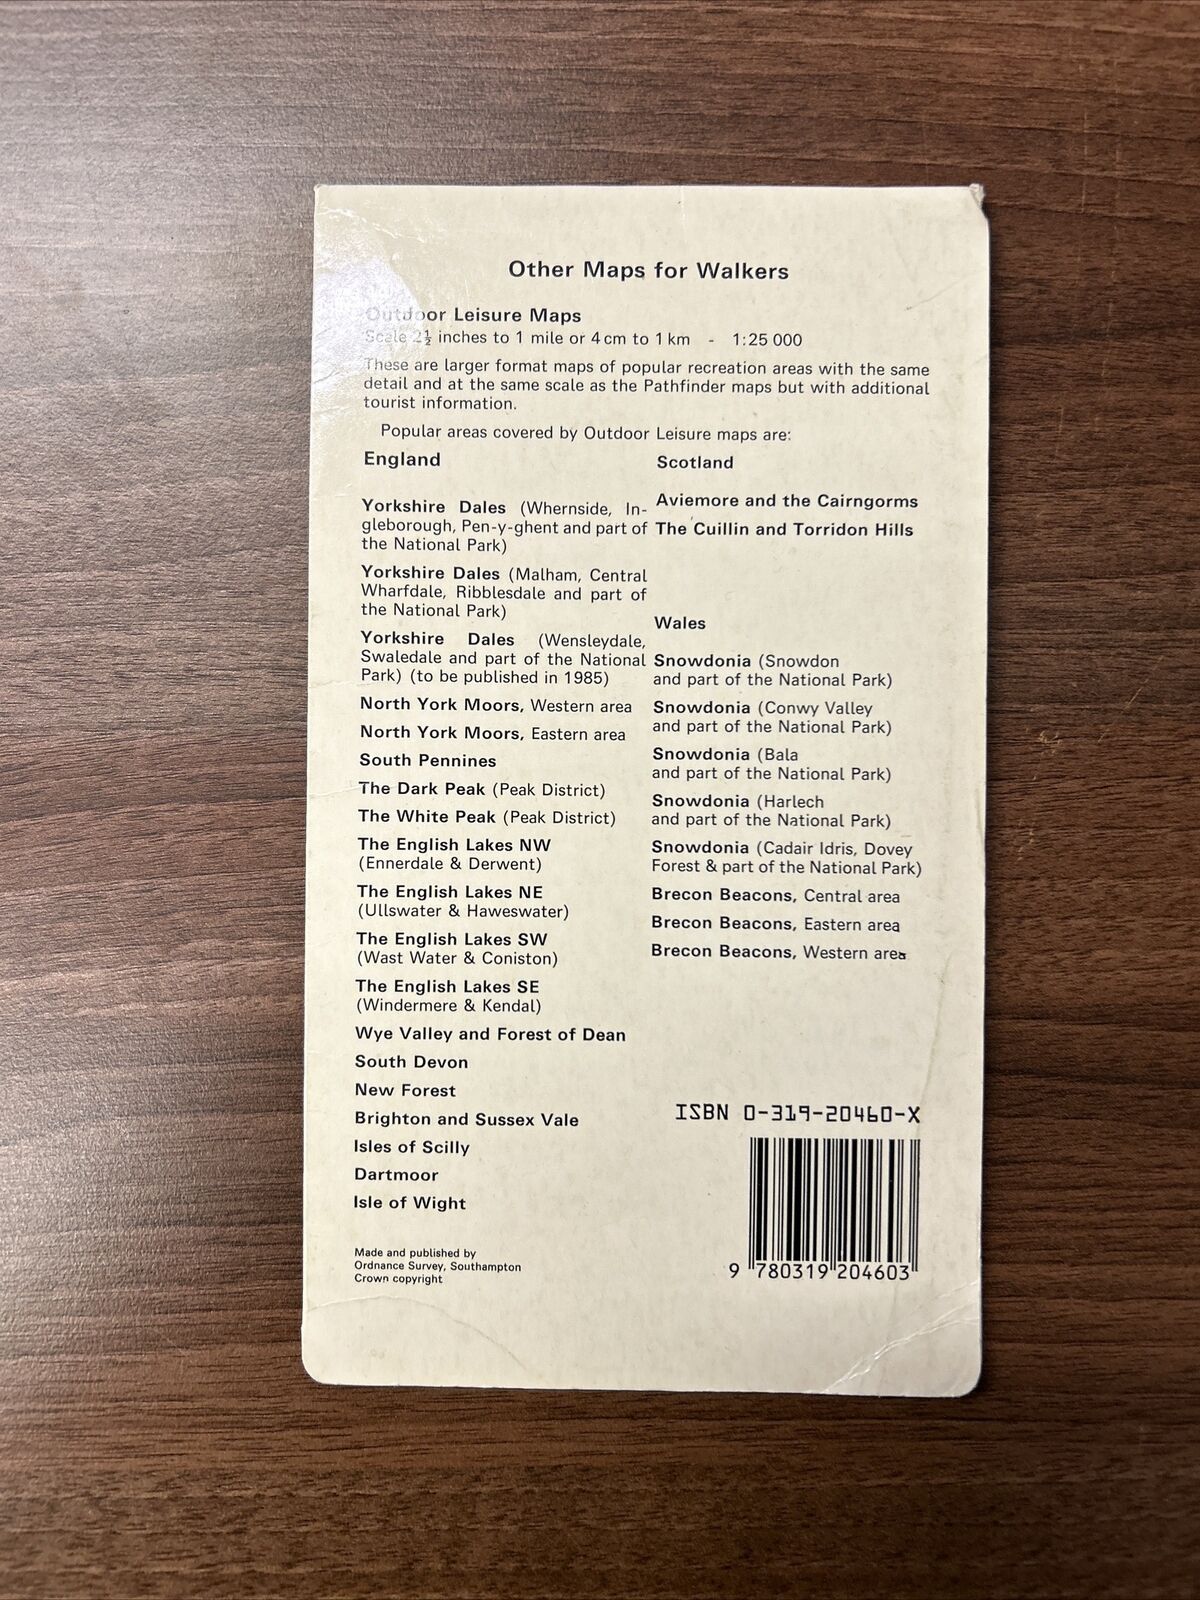 Other Maps for Walkers
Outdoor Leisure Maps
Scale 2½ inches to 1 mile or 4 cm to 1 km - 1:25 000
These are larger format maps of popular recreation areas with the same
detail and at the same scale as the Pathfinder maps but with additional
tourist information.
Popular areas covered by Outdoor Leisure maps are:
England
Yorkshire Dales (Whernside, In-
gleborough, Pen-y-ghent and part of
the National Park)
Yorkshire Dales (Malham, Central
Wharfdale, Ribblesdale and part of
the National Park)
Yorkshire Dales (Wensleydale,
Swaledale and part of the National
Park) (to be published in 1985)
North York Moors, Western area
North York Moors, Eastern area
South Pennines
The Dark Peak (Peak District)
The White Peak (Peak District)
The English Lakes NW
(Ennerdale & Derwent)
The English Lakes NE
(Ullswater & Haweswater)
The English Lakes SW
(Wast Water & Coniston)
The English Lakes SE
(Windermere & Kendal)
Wye Valley and Forest of Dean
South Devon
New Forest
Brighton and Sussex Vale
Isles of Scilly
Dartmoor
Isle of Wight
Scotland
Aviemore and the Cairngorms
The Cuillin and Torridon Hills
Wales
Snowdonia (Snowdon
and part of the National Park)
Snowdonia (Conwy Valley
and part of the National Park)
Snowdonia (Bala
and part of the National Park)
Snowdonia (Harlech
and part of the National Park)
Snowdonia (Cadair Idris, Dovey
Forest & part of the National Park)
Brecon Beacons, Central area
Brecon Beacons, Eastern area
Brecon Beacons, Western area
Made and published by
Ordnance Survey, Southampton
Crown copyright
ISBN 0-319-20460-X
9 780319 204603